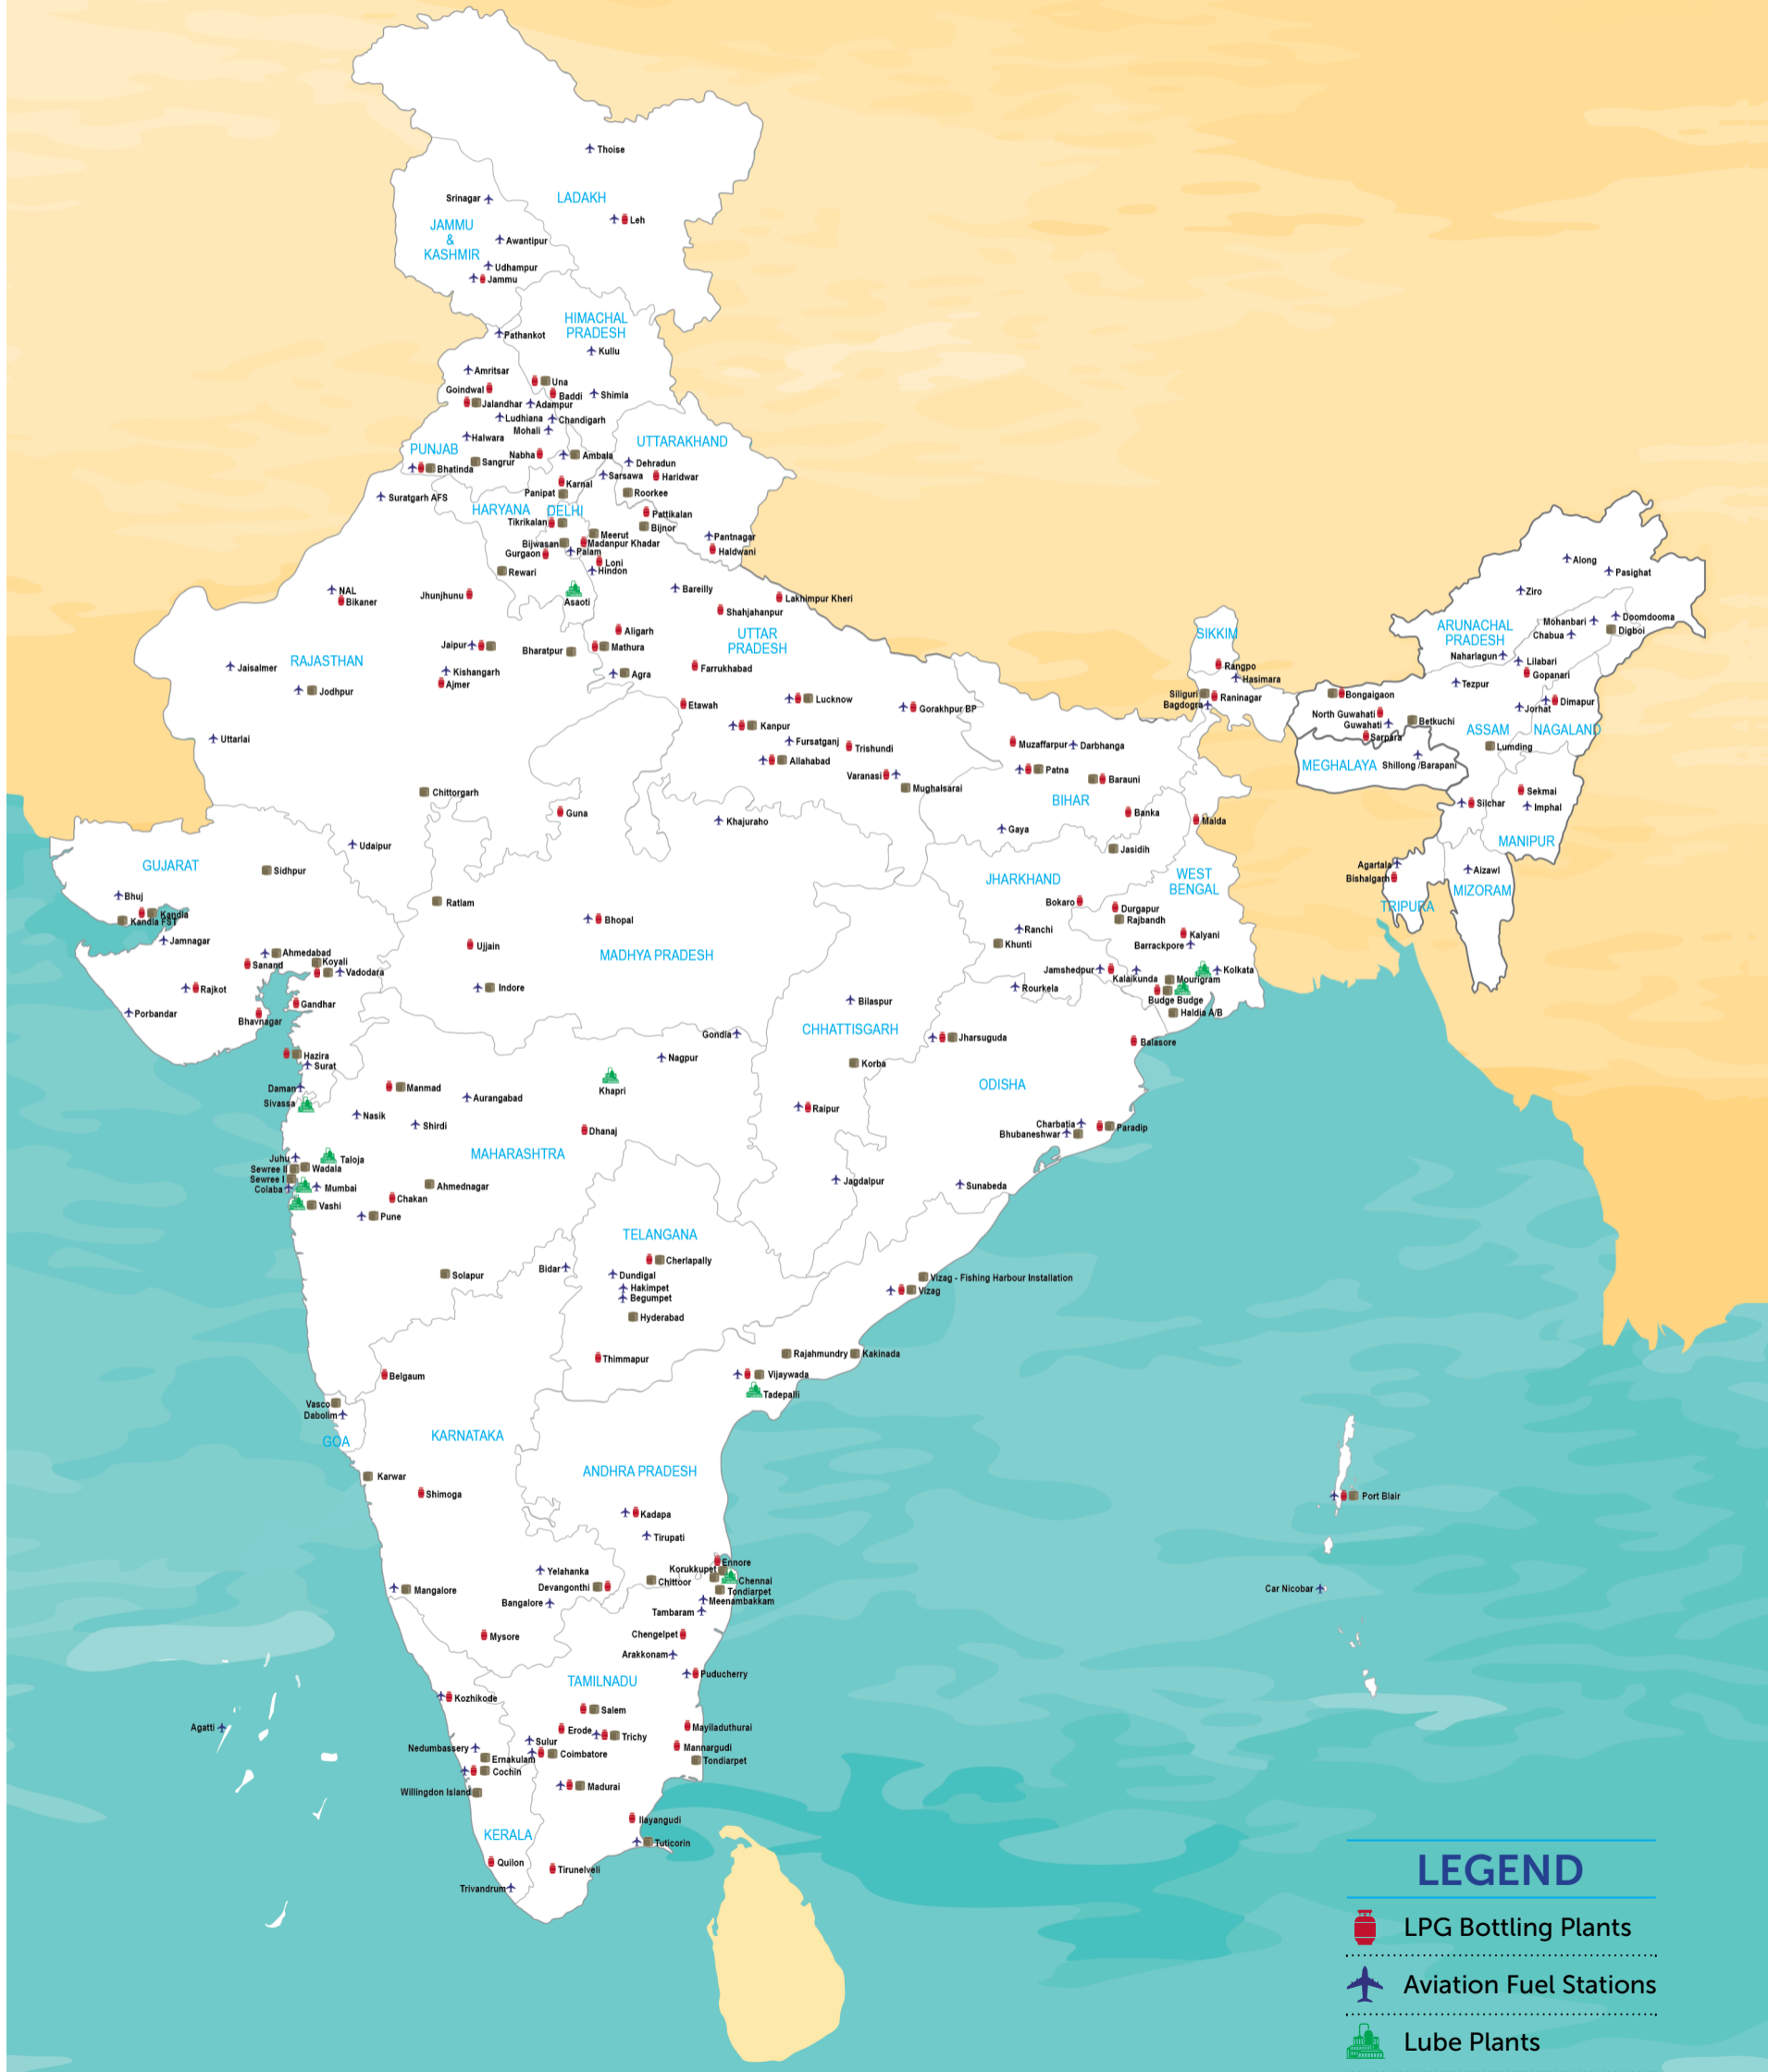 Thoise
Srinagar
LADAKH
Leh
JAMMU
&
KASHMIR
Awantipur
Udhampur
Jammu
HIMACHAL
PRADESH
Pathankot
Kullu
Amritsar
Una
Goindwal
Baddi
Shimla
Jalandhar
Adampur
Ludhiana
Chandigarh
Mohali
Halwara
UTTARAKHAND
PUNJAB
Nabha
Ambala
Sangrur
Dehradun
Bhatinda
Sarsawa
Haridwar
Karnal
Panipat
Roorkee
Suratgarh AFS
HARYANA
DELHI
Pattikalan
Tikrikalan
Bijnor
Meerut
Pantnagar
Bijwasan
Madanpur Khadar
Gurgaon
Palam
Haldwani
Loni
Hindon
Rewari
NAL
Bikaner
Jhunjhunu
Asaoti
Bareilly
Lakhimpur Kheri
Shahjahanpur
Aligarh
UTTAR
PRADESH
Jaipur
Bharatpur
Mathura
RAJASTHAN
Jaisalmer
Kishangarh
Ajmer
Agra
Farrukhabad
Jodhpur
Etawah
Lucknow
Gorakhpur BP
Kanpur
Uttarlai
Fursatganj
Trishundi
Muzaffarpur
Darbhanga
Allahabad
Varanasi
Patna
Barauni
Mughalsarai
BIHAR
Chittorgarh
Guna
Khajuraho
Banka
Malda
Gaya
Udaipur
Jasidih
SIKKIM
Rangpo
Hasimara
Siliguri
Raninagar
Bagdogra
Along
Pasighat
Ziro
Doomdooma
Mohanbari
ARUNACHAL
PRADESH
Digboi
Chabua
Naharlagun
Lilabari
Gopanari
Tezpur
Bongaigaon
Dimapur
Jorhat
North Guwahati
Guwahati
Betkuchi
Sarpara
ASSAM
NAGALAND
Lumding
MEGHALAYA
Shillong /Barapani
Sekmai
Silchar
Imphal
MANIPUR
Agartala
Bishalgarh
Aizawl
MIZORAM
TRIPURA
GUJARAT
Sidhpur
Bhuj
Kandla
Kandla FST
Jamnagar
Ahmedabad
Koyali
Sanand
Vadodara
Rajkot
Gandhar
Porbandar
Bhavnagar
Hazira
Surat
Daman
Sivassa
Ratlam
Bhopal
Ujjain
MADHYA PRADESH
Indore
JHARKHAND
WEST
BENGAL
Bokaro
Durgapur
Rajbandh
Ranchi
Kalyani
Khunti
Barrackpore
Jamshedpur
Kalaikunda
Kolkata
Mourigram
Rourkela
Budge Budge
Haldia A/B
Bilaspur
CHHATTISGARH
Gondia
Jharsuguda
Balasore
Nagpur
Korba
ODISHA
Khapri
Manmad
Aurangabad
Raipur
Nasik
Shirdi
Dhanaj
Charbatia
Paradip
Bhubaneshwar
MAHARASHTRA
Juhu
Taloja
Sewree II
Wadala
Sewree I
Colaba
Mumbai
Ahmednagar
Chakan
Vashi
Pune
Jagdalpur
Sunabeda
TELANGANA
Cherlapally
Bidar
Solapur
Dundigal
Hakimpet
Begumpet
Hyderabad
Vizag - Fishing Harbour Installation
Vizag
Thimmapur
Rajahmundry
Kakinada
Belgaum
Vijaywada
Tadepalli
Vasco
Dabolim
GOA
KARNATAKA
ANDHRA PRADESH
Karwar
Shimoga
Kadapa
Tirupati
Port Blair
Car Nicobar
Ennore
Korukkupet
Yelahanka
Chittoor
Chennai
Devangonthi
Tondiarpet
Mangalore
Meenambakkam
Bangalore
Tambaram
Mysore
Chengelpet
Arakkonam
Puducherry
TAMILNADU
Kozhikode
Salem
Agatti
Erode
Mayiladuthurai
Trichy
Sulur
Nedumbassery
Mannargudi
Coimbatore
Ernakulam
Tondiarpet
Cochin
Madurai
Willingdon Island
Ilayangudi
KERALA
Tuticorin
Quilon
Tirunelveli
Trivandrum
LEGEND
LPG Bottling Plants
Aviation Fuel Stations
Lube Plants